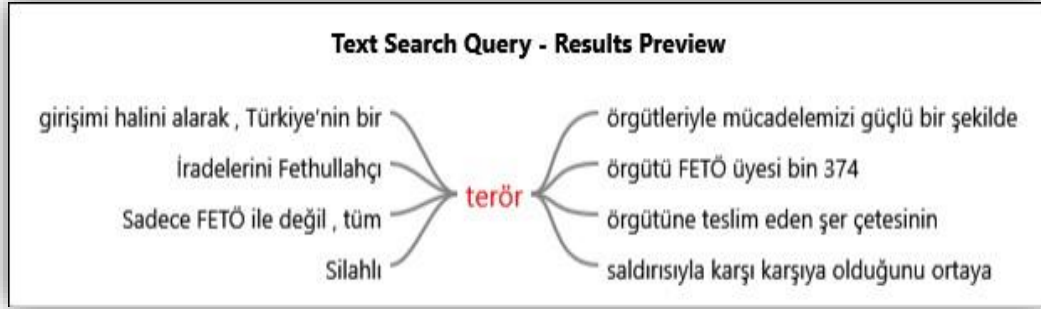 Text Search Query - Results Preview
girişimi halini alarak , Türkiye'nin bir
İradelerini Fethullahçı
Sadece FETÖ ile değil , tüm
Silahlı
terör
örgütleriyle mücadelemizi güçlü bir şekilde
örgütü FETÖ üyesi bin 374
örgütüne teslim eden şer çetesinin
saldırısıyla karşı karşıya olduğunu ortaya